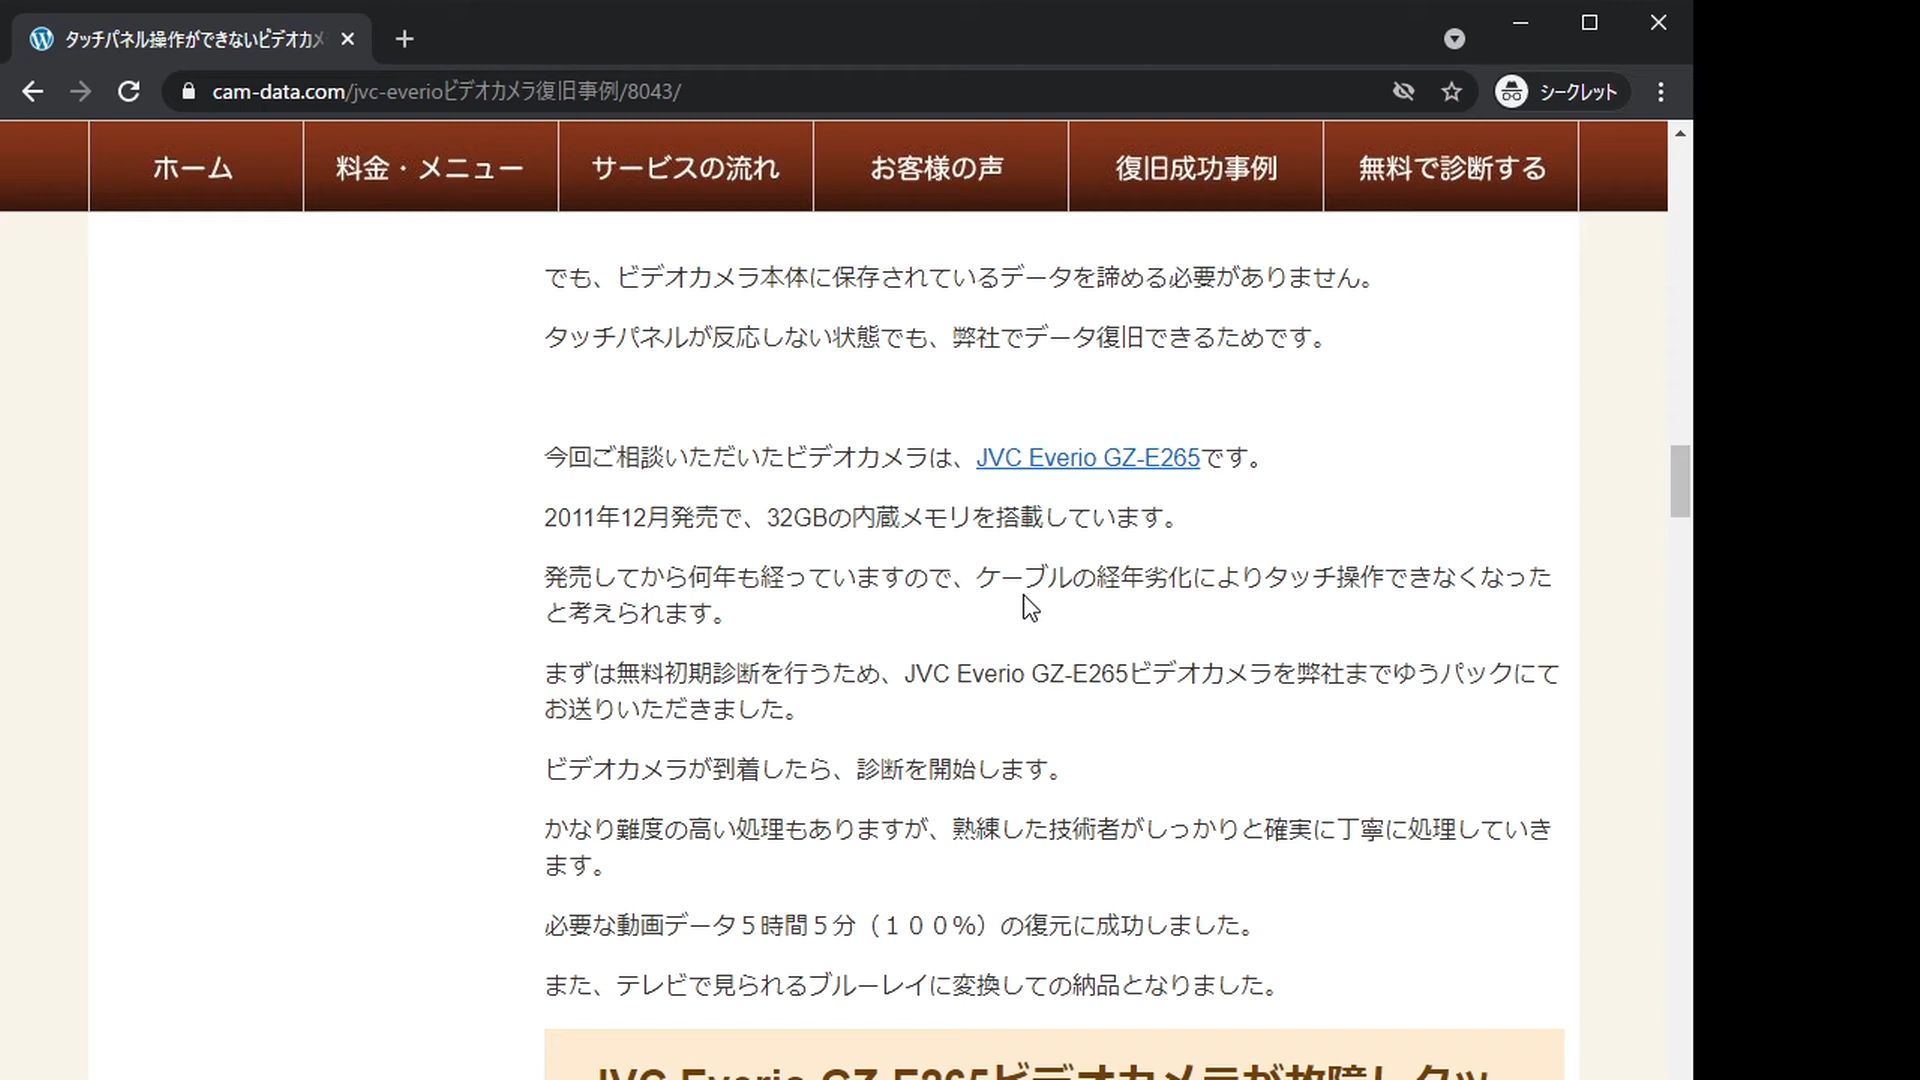 タッチパネル操作ができないビデオカメ
cam-data.com/jvc-everioビデオカメラ復旧事例/8043/
シークレット
ホーム
料金・メニュー
サービスの流れ
お客様の声
復旧成功事例
無料で診断する
でも、ビデオカメラ本体に保存されているデータを諦める必要がありません。
タッチパネルが反応しない状態でも、弊社でデータ復旧できるためです。
今回ご相談いただいたビデオカメラは、JVC Everio GZ-E265です。
2011年12月発売で、32GBの内蔵メモリを搭載しています。
発売してから何年も経っていますので、ケーブルの経年劣化によりタッチ操作できなくなった
と考えられます。
まずは無料初期診断を行うため、JVC Everio GZ-E265ビデオカメラを弊社までゆうパックにて
お送りいただきました。
ビデオカメラが到着したら、診断を開始します。
かなり難度の高い処理もありますが、熟練した技術者がしっかりと確実に丁寧に処理していき
ます。
必要な動画データ５時間５分（１００％）の復元に成功しました。
また、テレビで見られるブルーレイに変換しての納品となりました。
JVC Everio GZ-E265ビデオカメラが故障しタッ